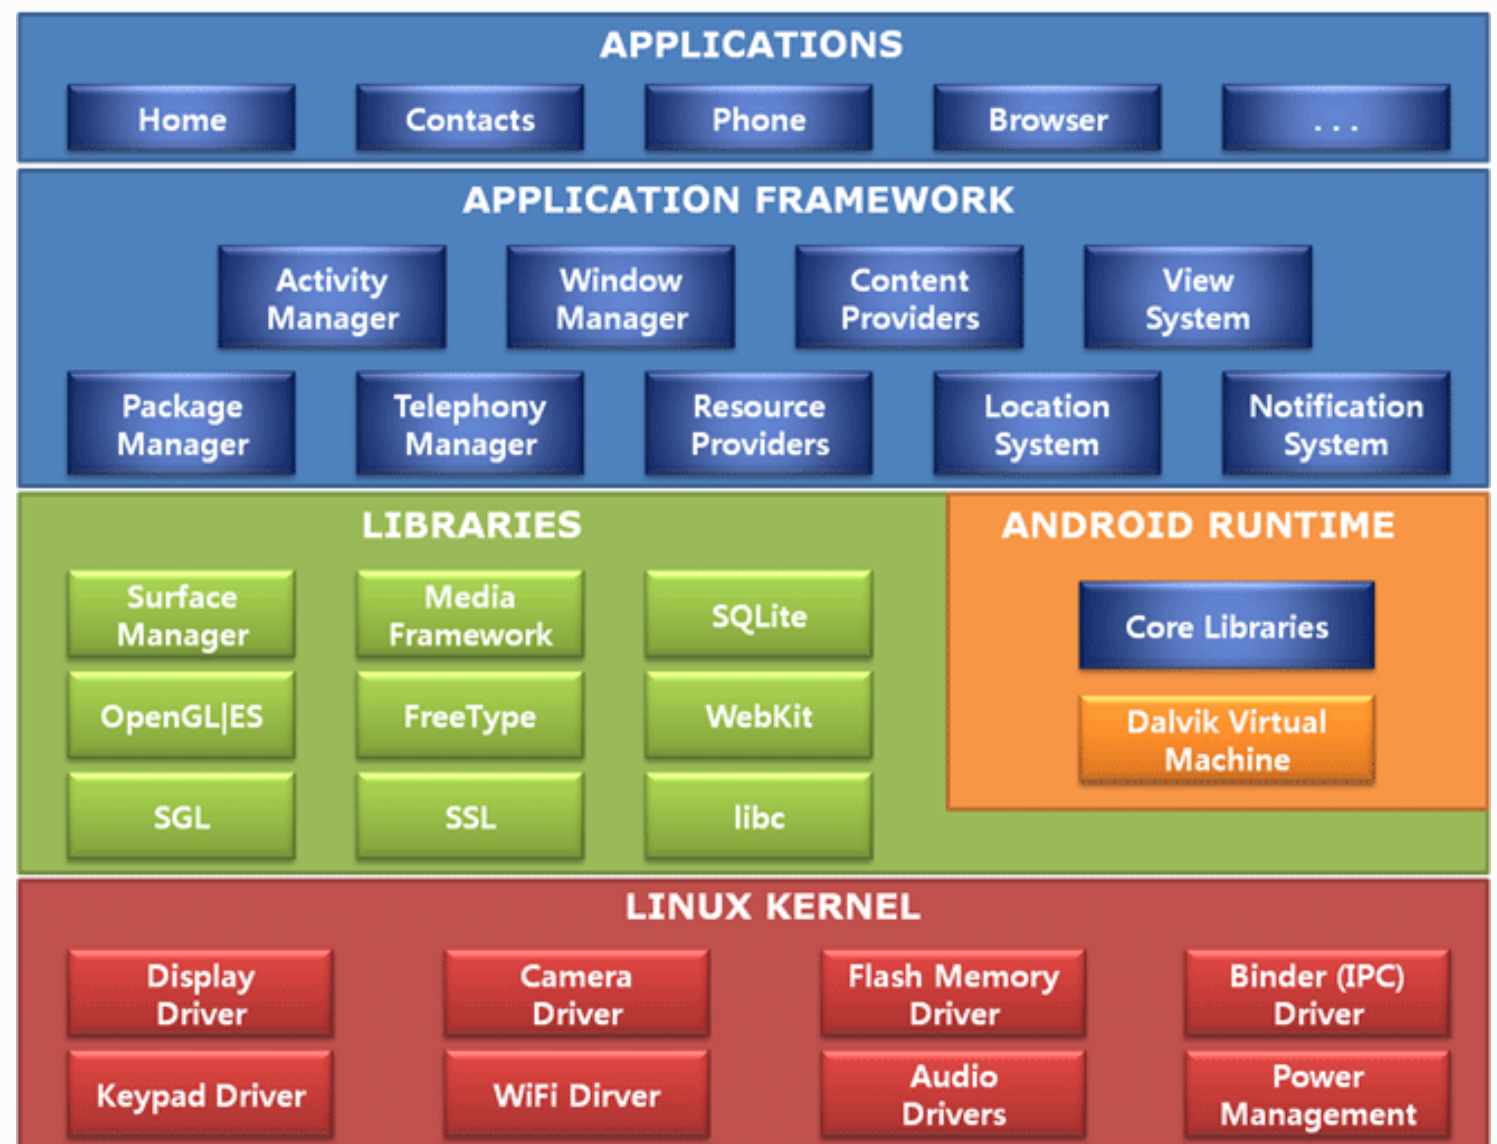 APPLICATIONS
Home
Contacts
Phone
Browser
. . .
APPLICATION FRAMEWORK
Activity
Manager
Window
Manager
Content
Providers
View
System
Package
Manager
Telephony
Manager
Resource
Providers
Location
System
Notification
System
LIBRARIES
Surface
Manager
Media
Framework
SQLite
OpenGL|ES
FreeType
WebKit
SGL
SSL
libc
ANDROID RUNTIME
Core Libraries
Dalvik Virtual
Machine
LINUX KERNEL
Display
Driver
Camera
Driver
Flash Memory
Driver
Binder (IPC)
Driver
Keypad Driver
WiFi Dirver
Audio
Drivers
Power
Management